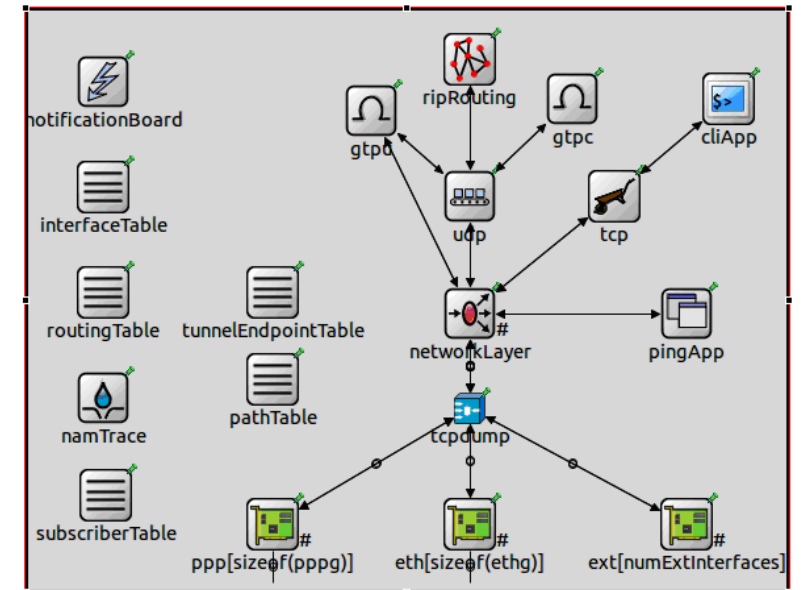 ripRouting
notificationBoard
gtpu
gtpc
$>
cliApp
interfaceTable
udp
tcp
routingTable
tunnelEndpointTable
#
networkLayer
pingApp
pathTable
namTrace
tcpdump
subscriberTable
#
#
#
ppp[sizeof(pppg)]
eth[sizeof(ethg)]
ext[numExtInterfaces]